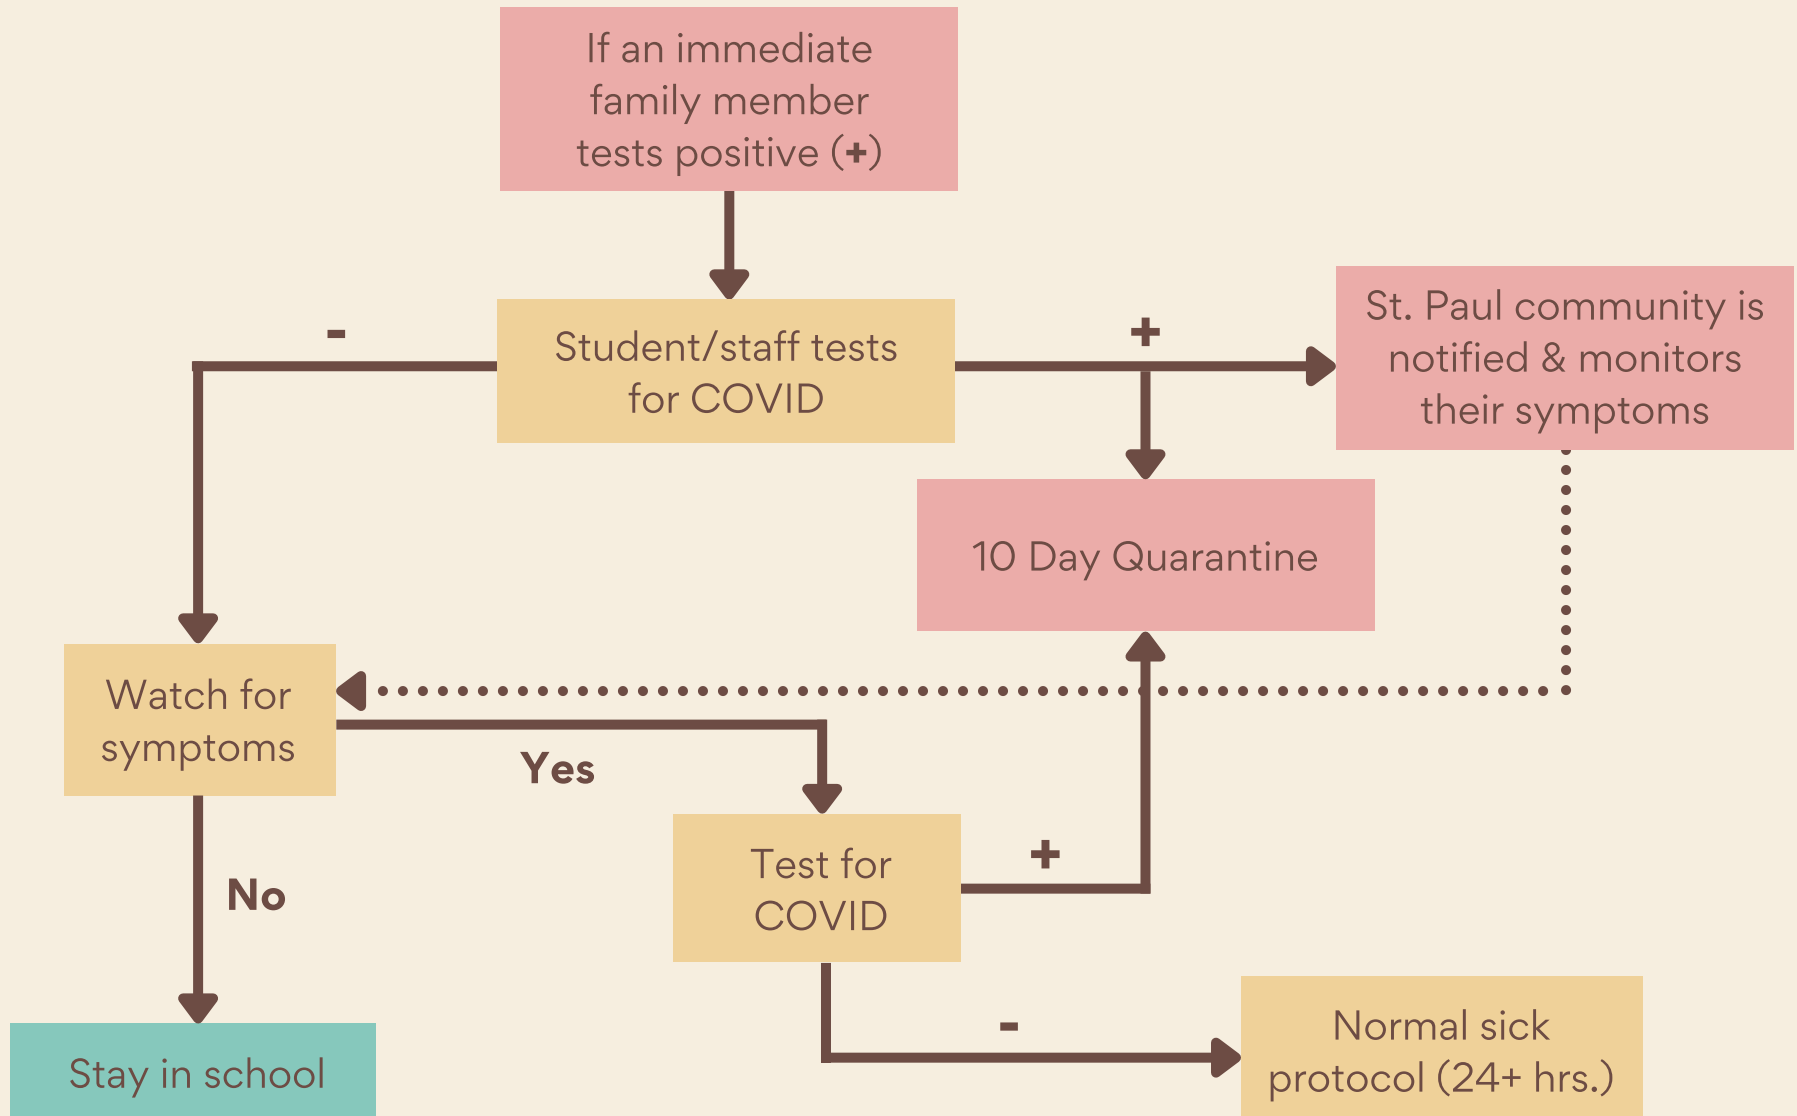 If an immediate
family member
tests positive (+)
-
Student/staff tests
for COVID
+
St. Paul community is
notified & monitors
their symptoms
10 Day Quarantine
Watch for
symptoms
Yes
No
Test for
COVID
+
-
Stay in school
Normal sick
protocol (24+ hrs.)